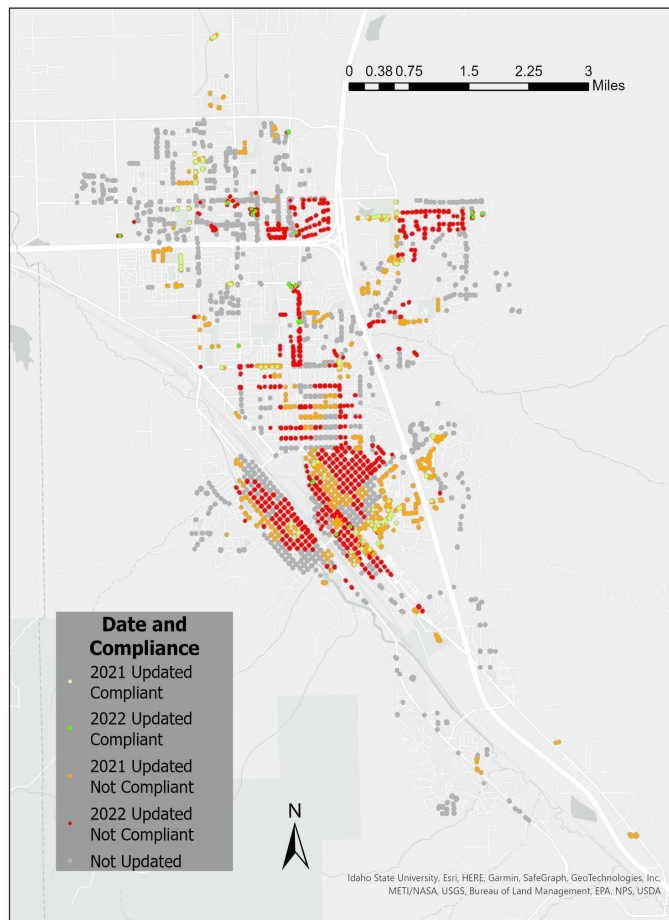 0 0.38 0.75 1.5 2.25 3
Miles
Date and
Compliance
2021 Updated
Compliant
2022 Updated
Compliant
2021 Updated
Not Compliant
2022 Updated
Not Compliant
Not Updated
N
Idaho State University, Esri, HERE, Garmin, SafeGraph, GeoTechnologies, Inc,
METI/NASA, USGS, Bureau of Land Management, EPA, NPS, USDA